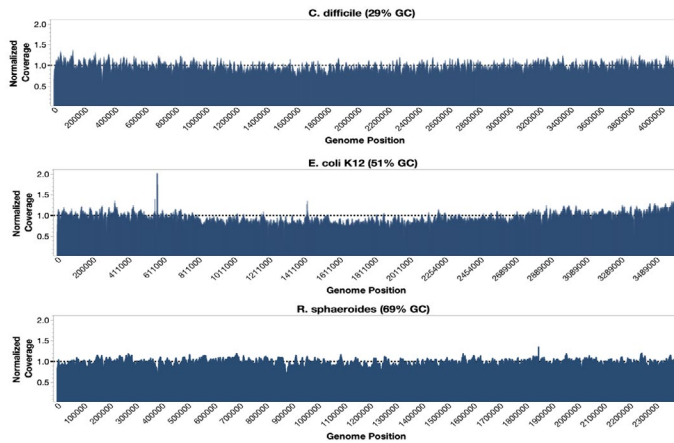 C. difficile (29% GC)
Normalized
Coverage
2.0
1.5
1.0
0.5
0 200000 400000 600000 800000 1000000 1200000 1400000 1600000 1800000 2000000 2200000 2400000 2600000 2800000 3000000 3200000 3400000 3600000 3800000 4000000
Genome Position
E. coli K12 (51% GC)
Normalized
Coverage
2.0
1.5
1.0
0.5
0 200000 411000 611000 811000 1011000 1211000 1411000 1611000 1811000 2011000 2254000 2454000 2689000 2889000 3089000 3289000 3489000
Genome Position
R. sphaeroides (69% GC)
Normalized
Coverage
2.0
1.5
1.0
0.5
0 100000 200000 300000 400000 500000 600000 700000 800000 900000 1000000 1100000 1200000 1300000 1400000 1500000 1600000 1700000 1800000 1900000 2000000 2100000 2200000 2300000
Genome Position